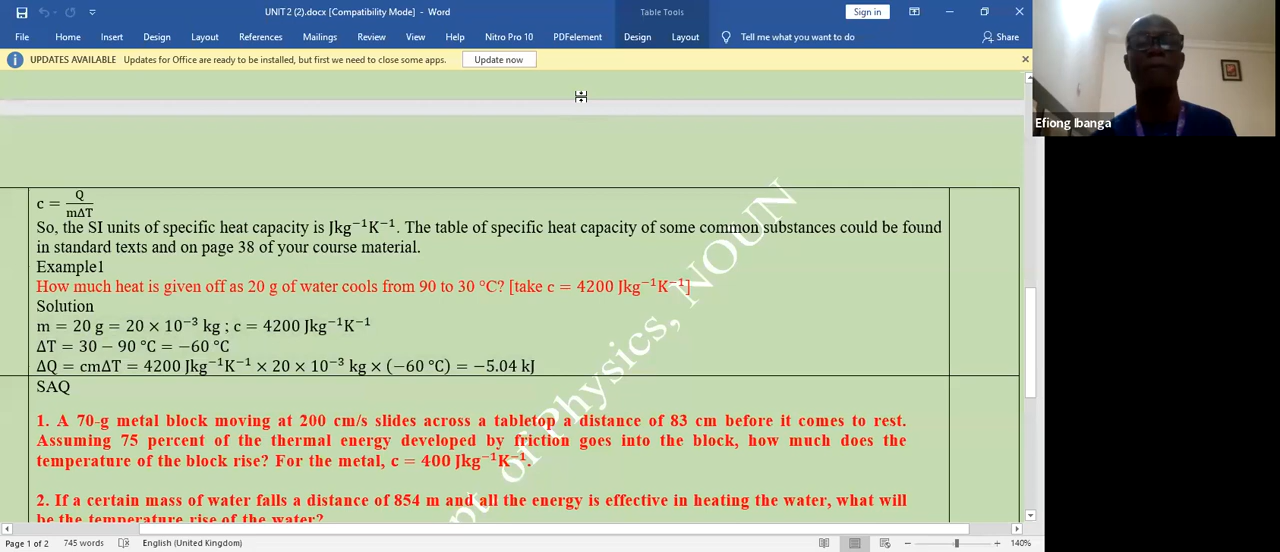 UNIT 2 (2).docx [Compatibility Mode] - Word
Table Tools
Sign in
File Home Insert Design Layout References Mailings Review View Help Nitro Pro 10 PDFelement Design Layout Tell me what you want to do Share
UPDATES AVAILABLE Updates for Office are ready to be installed, but first we need to close some apps. Update now
Efiong Ibanga
c = Q/mΔT
So, the SI units of specific heat capacity is Jkg⁻¹K⁻¹. The table of specific heat capacity of some common substances could be found
in standard texts and on page 38 of your course material.
Example1
How much heat is given off as 20 g of water cools from 90 to 30 °C? [take c = 4200 Jkg⁻¹K⁻¹]
Solution
m = 20 g = 20 × 10⁻³ kg ; c = 4200 Jkg⁻¹K⁻¹
ΔT = 30 − 90 °C = −60 °C
ΔQ = cmΔT = 4200 Jkg⁻¹K⁻¹ × 20 × 10⁻³ kg × (−60 °C) = −5.04 kJ
SAQ
1. A 70-g metal block moving at 200 cm/s slides across a tabletop a distance of 83 cm before it comes to rest.
Assuming 75 percent of the thermal energy developed by friction goes into the block, how much does the
temperature of the block rise? For the metal, c = 400 Jkg⁻¹K⁻¹.
2. If a certain mass of water falls a distance of 854 m and all the energy is effective in heating the water, what will
be the temperature rise of the water?
pt of Physics, NOUN
Page 1 of 2 745 words English (United Kingdom) 140%